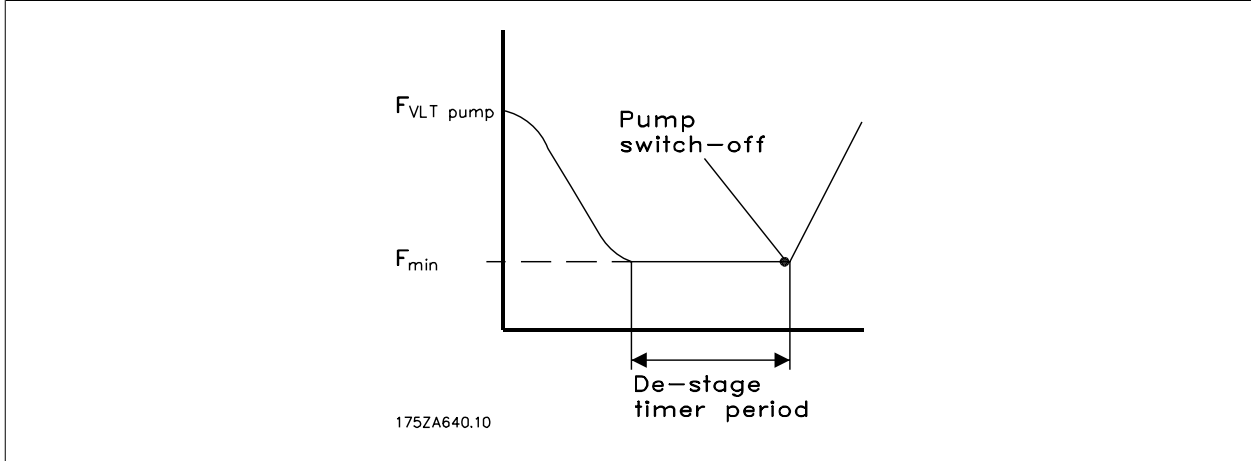 F_VLT pump
Pump
switch-off
F_min
De-stage
timer period
175ZA640.10